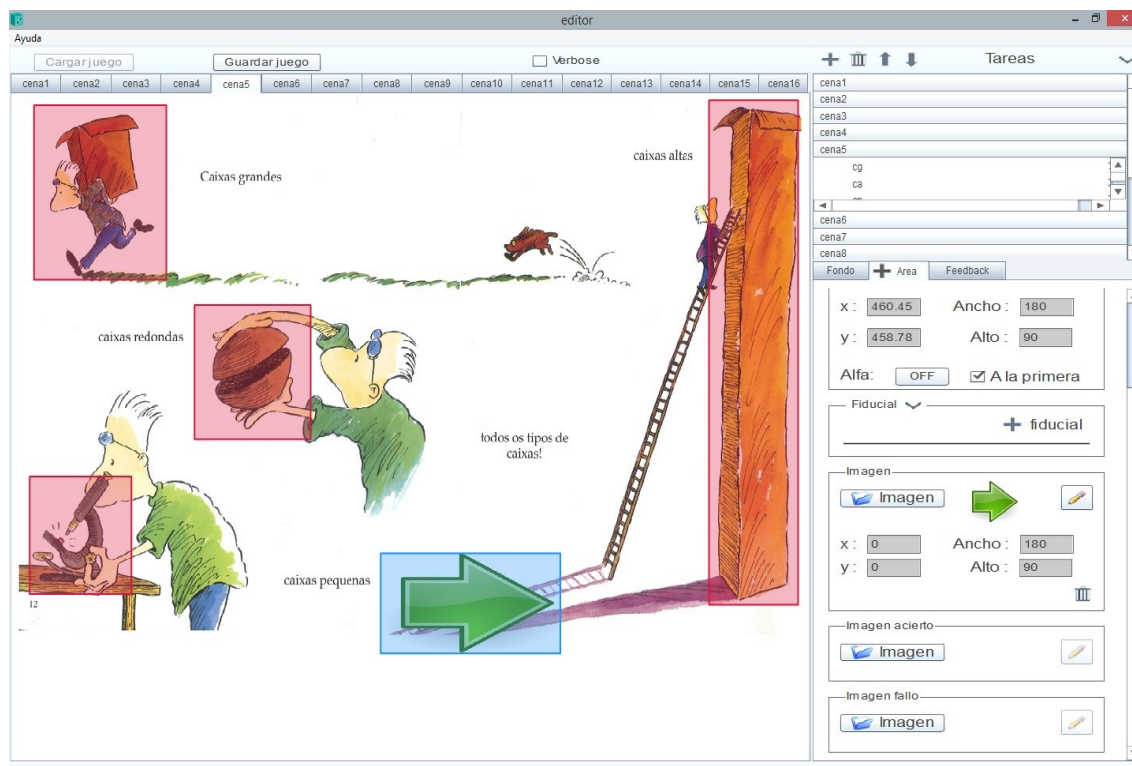 editor
Ayuda
Cargar juego
Guardar juego
Verbose
Tareas
cena1 cena2 cena3 cena4 cena5 cena6 cena7 cena8 cena9 cena10 cena11 cena12 cena13 cena14 cena15 cena16
Caixas grandes
caixas altas
caixas redondas
todos os tipos de
caixas!
caixas pequenas
12
cena1
cena2
cena3
cena4
cena5
cg
ca
cena6
cena7
cena8
Fondo Area Feedback
x : 460.45 Ancho : 180
y : 458.78 Alto : 90
Alfa: OFF A la primera
Fiducial
fiducial
Imagen
Imagen
x : 0 Ancho : 180
y : 0 Alto : 90
Imagen acierto
Imagen
Imagen fallo
Imagen